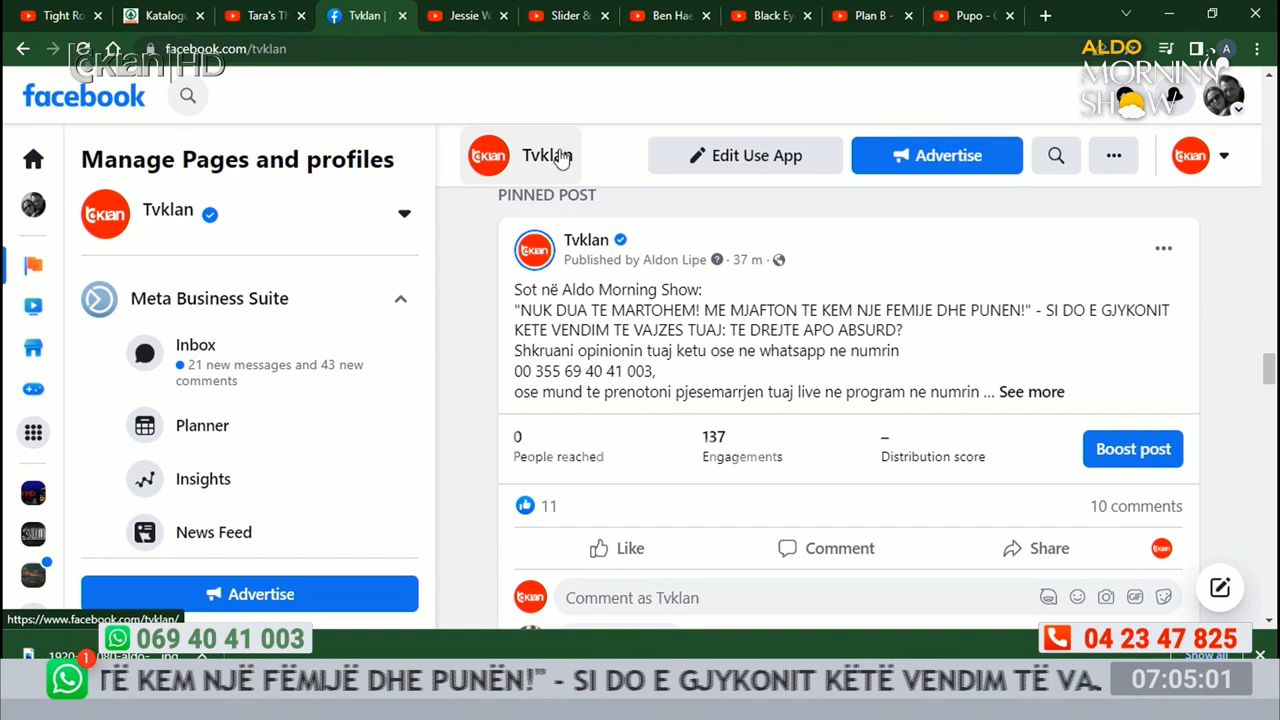 Tight Ro
Katalogu
Tara's Th
Tvklan |
Jessie W
Slider &
Ben Hae
Black Ey
Plan B -
Pupo -
facebook.com/tvklan
A
tvklan|HD
ALDO
MORNING
SHOW
facebook
Manage Pages and profiles
Tvklan
Meta Business Suite
Inbox
21 new messages and 43 new
comments
Planner
Insights
News Feed
Advertise
Tvklan
Edit Use App
Advertise
PINNED POST
Tvklan
Published by Aldon Lipe · 37 m ·
Sot në Aldo Morning Show:
"NUK DUA TE MARTOHEM! ME MJAFTON TE KEM NJE FEMIJE DHE PUNEN!" - SI DO E GJYKONIT
KETE VENDIM TE VAJZES TUAJ: TE DREJTE APO ABSURD?
Shkruani opinionin tuaj ketu ose ne whatsapp ne numrin
00 355 69 40 41 003,
ose mund te prenotoni pjesemarrjen tuaj live ne program ne numrin ... See more
0
People reached
137
Engagements
–
Distribution score
Boost post
11
10 comments
Like
Comment
Share
Comment as Tvklan
https://www.facebook.com/tvklan/
069 40 41 003
04 23 47 825
Show all
1
TË KEM NJË FËMIJË DHE PUNËN!" - SI DO E GJYKONIT KËTË VENDIM TË VA.
07:05:01